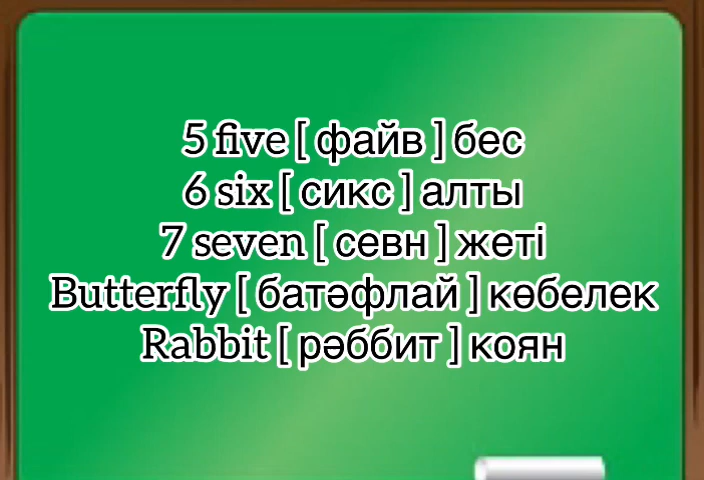 5 five [ файв ] бес
6 six [ сикс ] алты
7 seven [ севн ] жеті
Butterfly [ батәфлай ] көбелек
Rabbit [ рәббит ] коян